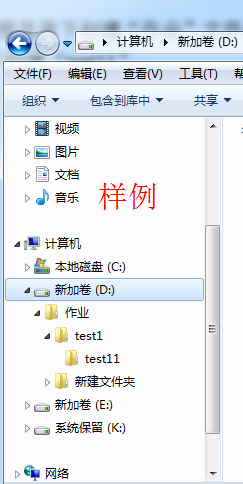 计算机 新加卷 (D:)
文件(F) 编辑(E) 查看(V) 工具(T) 帮助
组织 包含到库中 共享
视频
图片
文档
音乐
样例
计算机
本地磁盘 (C:)
新加卷 (D:)
作业
test1
test11
新建文件夹
新加卷 (E:)
系统保留 (K:)
网络